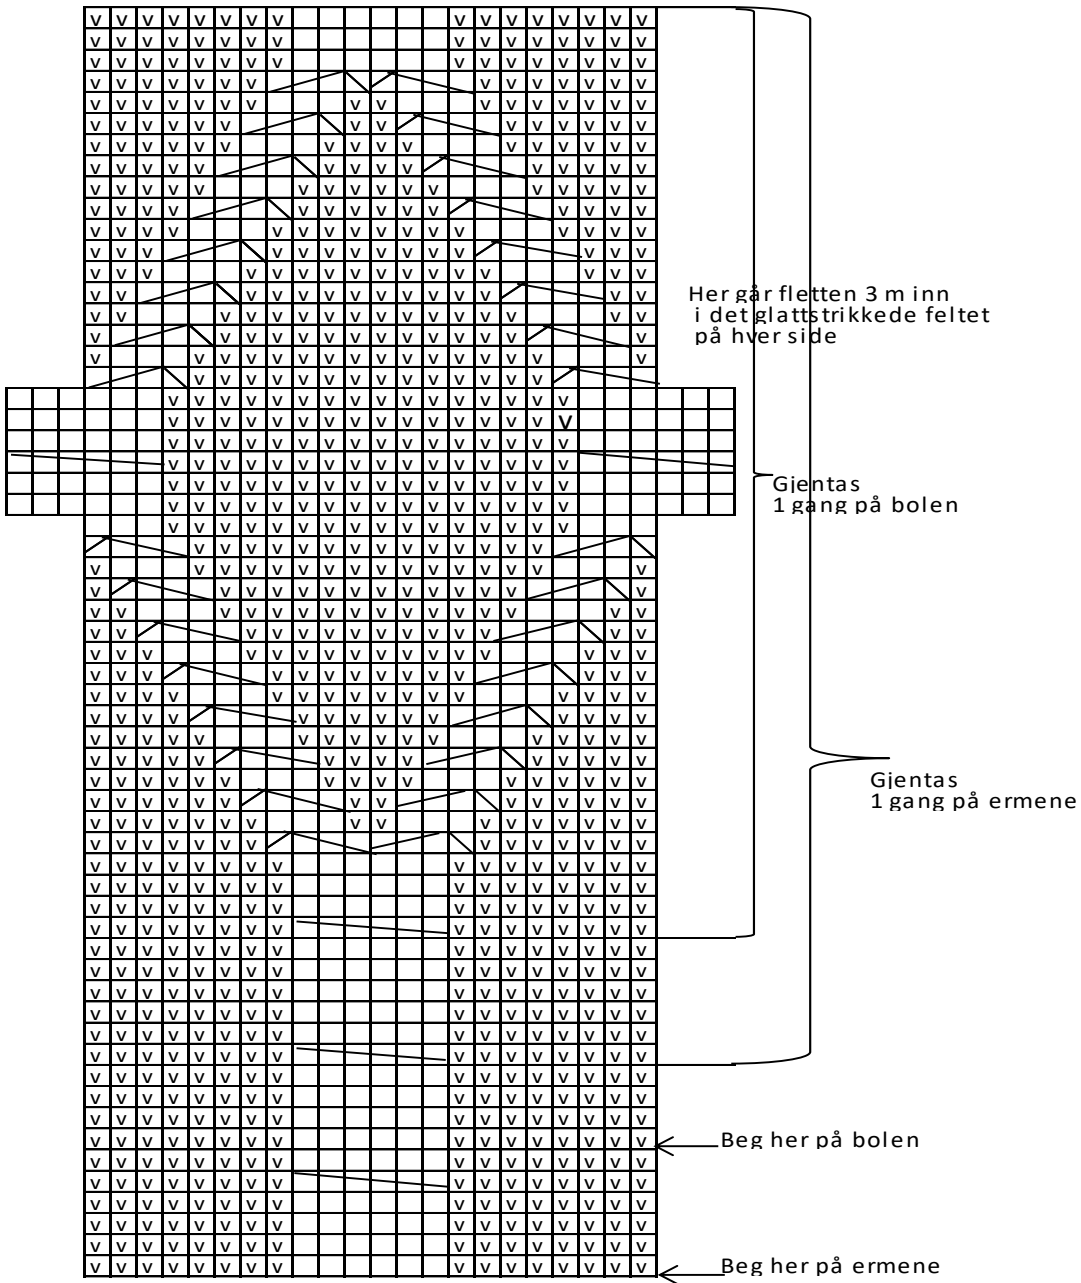 Her går fletten 3 m inn
i det glattstrikkede feltet
på hver side
Gjentas
1 gang på bolen
Gjentas
1 gang på ermene
Beg her på bolen
Beg her på ermene